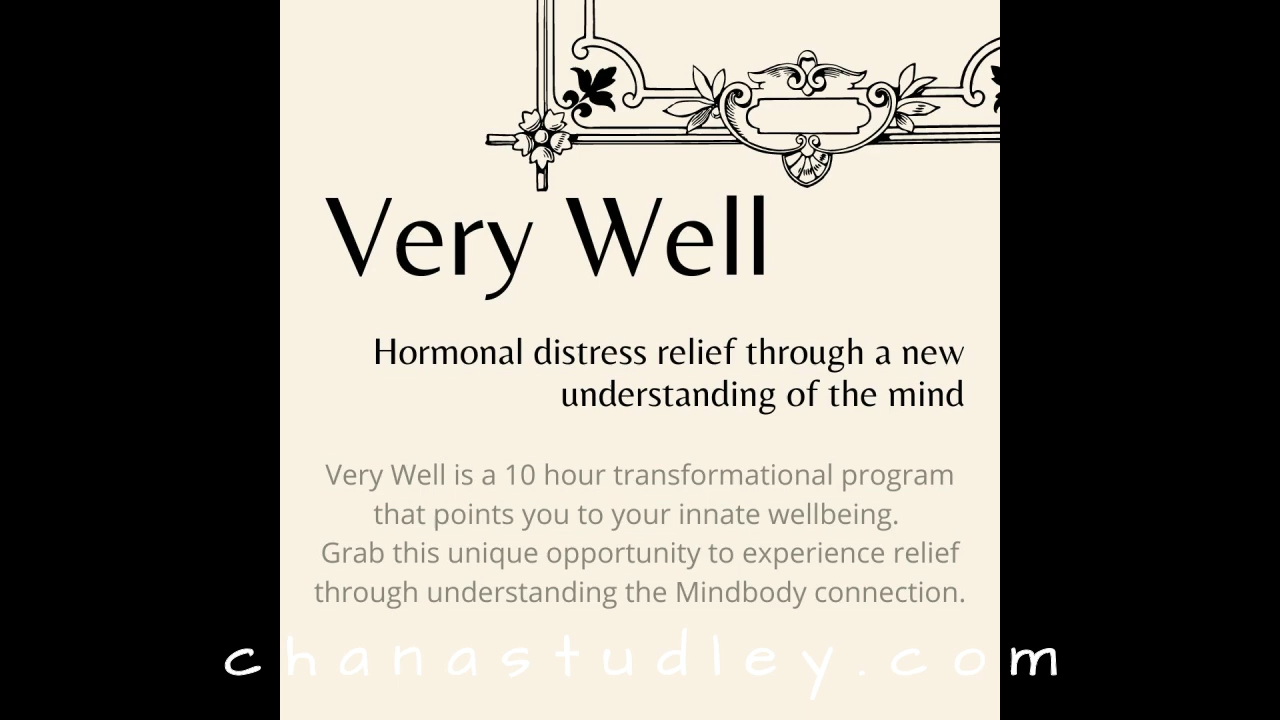 Very Well
Hormonal distress relief through a new
understanding of the mind
Very Well is a 10 hour transformational program
that points you to your innate wellbeing.
Grab this unique opportunity to experience relief
through understanding the Mindbody connection.
chanastudley.com